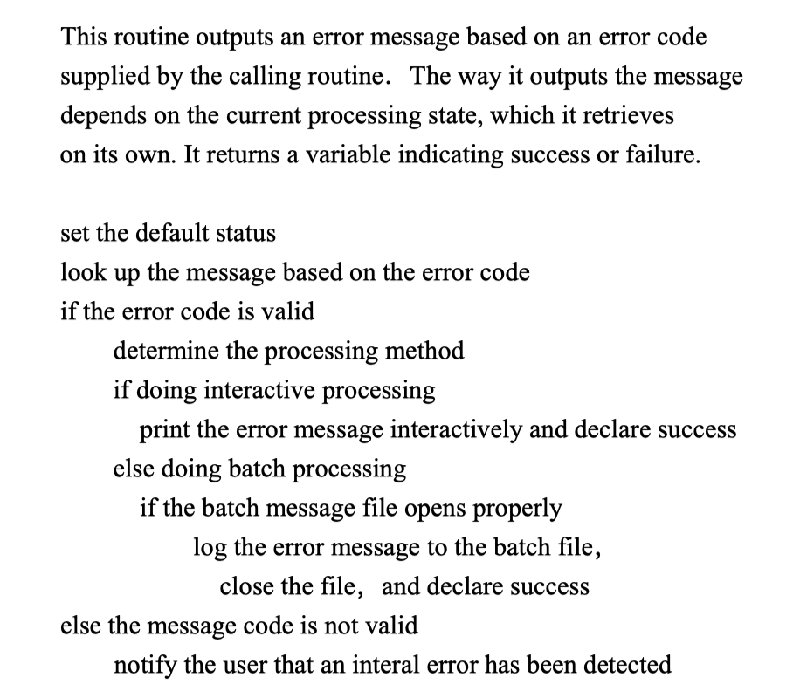 This routine outputs an error message based on an error code
supplied by the calling routine. The way it outputs the message
depends on the current processing state, which it retrieves
on its own. It returns a variable indicating success or failure.
set the default status
look up the message based on the error code
if the error code is valid
determine the processing method
if doing interactive processing
print the error message interactively and declare success
else doing batch processing
if the batch message file opens properly
log the error message to the batch file,
close the file, and declare success
else the message code is not valid
notify the user that an interal error has been detected